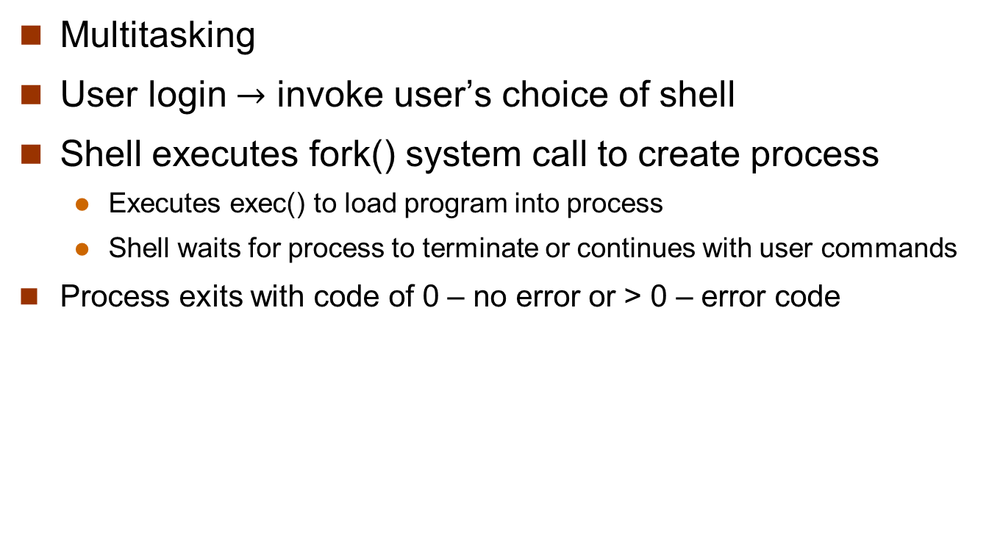 Multitasking
User login → invoke user’s choice of shell
Shell executes fork() system call to create process
Executes exec() to load program into process
Shell waits for process to terminate or continues with user commands
Process exits with code of 0 – no error or > 0 – error code